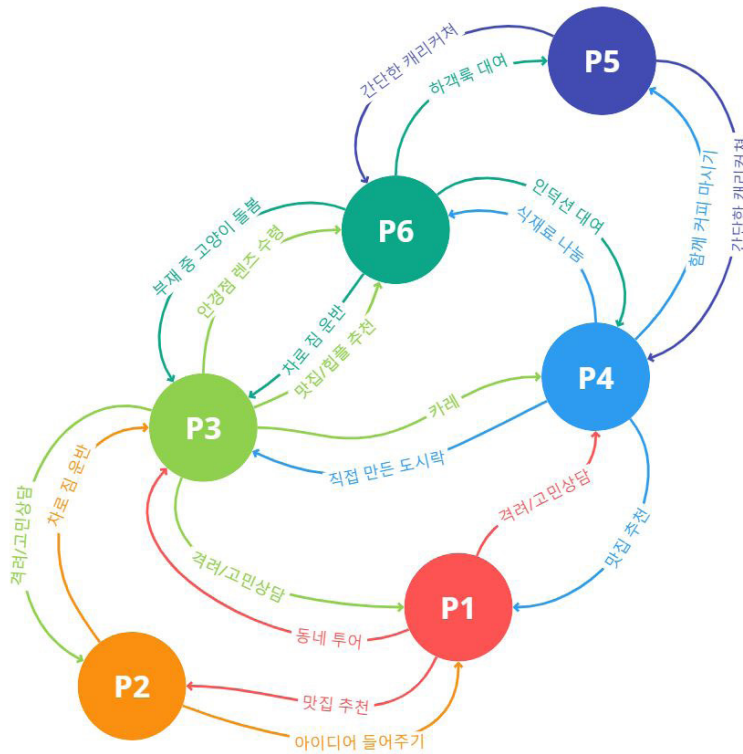 간단한 캐리커쳐
P5
하객룩 대여
함께 커피 마시기
간단한 캐리커쳐
인덕션 대여
식재료 나눔
P6
부재 중 고양이 돌봄
안경점 렌즈 수령
차로 짐 운반
맛집/힙플 추천
P4
P3
카레
직접 만든 도시락
격려/고민상담
차로 짐 운반
격려/고민상담
맛집 추천
격려/고민상담
P1
동네 투어
P2
맛집 추천
아이디어 들어주기